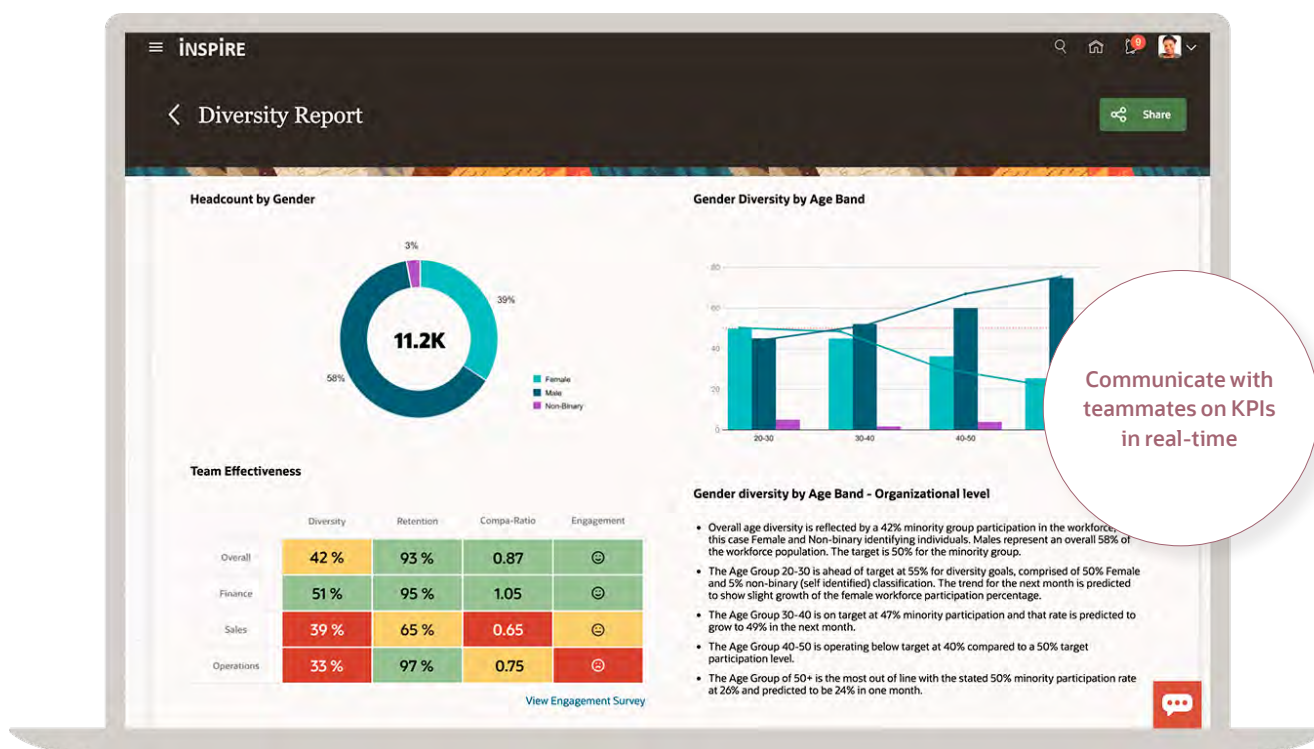 iNSPiRE
9
Diversity Report
Share
Headcount by Gender
3%
39%
58%
11.2K
Female
Male
Non-Binary
Gender Diversity by Age Band
80
60
40
20
0
20-30
30-40
40-50
Communicate with
teammates on KPIs
in real-time
Team Effectiveness
Diversity Retention Compa-Ratio Engagement
Overall 42 % 93 % 0.87
Finance 51 % 95 % 1.05
Sales 39 % 65 % 0.65
Operations 33 % 97 % 0.75
View Engagement Survey
Gender diversity by Age Band - Organizational level
• Overall age diversity is reflected by a 42% minority group participation in the workforce,
this case Female and Non-binary identifying individuals. Males represent an overall 58% of
the workforce population. The target is 50% for the minority group.
• The Age Group 20-30 is ahead of target at 55% for diversity goals, comprised of 50% Female
and 5% non-binary (self identified) classification. The trend for the next month is predicted
to show slight growth of the female workforce participation percentage.
• The Age Group 30-40 is on target at 47% minority participation and that rate is predicted to
grow to 49% in the next month.
• The Age Group 40-50 is operating below target at 40% compared to a 50% target
participation level.
• The Age Group of 50+ is the most out of line with the stated 50% minority participation rate
at 26% and predicted to be 24% in one month.